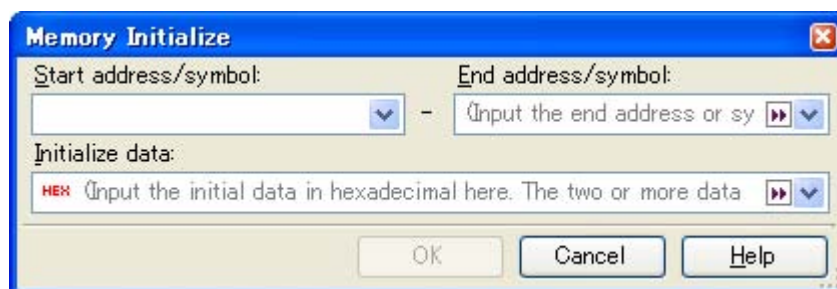 Memory Initialize
Start address/symbol: End address/symbol:
- (Input the end address or sy
Initialize data:
HEX (Input the initial data in hexadecimal here. The two or more data
OK Cancel Help